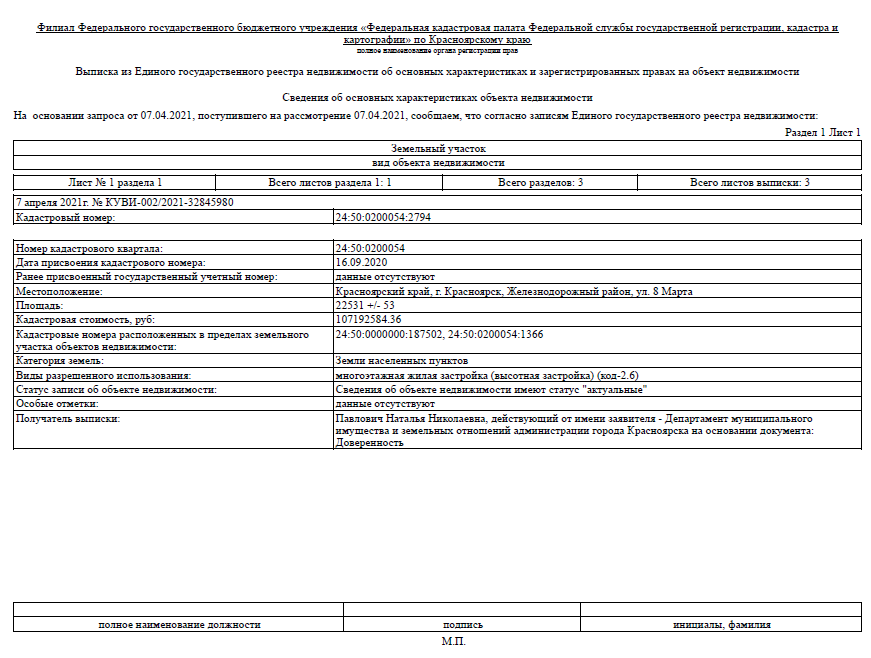 Филиал Федерального государственного бюджетного учреждения «Федеральная кадастровая палата Федеральной службы государственной регистрации, кадастра и
картографии» по Красноярскому краю
полное наименование органа регистрации прав
Выписка из Единого государственного реестра недвижимости об основных характеристиках и зарегистрированных правах на объект недвижимости
Сведения об основных характеристиках объекта недвижимости
На основании запроса от 07.04.2021, поступившего на рассмотрение 07.04.2021, сообщаем, что согласно записям Единого государственного реестра недвижимости:
Раздел 1 Лист 1
Земельный участок
вид объекта недвижимости
Лист № 1 раздела 1 Всего листов раздела 1: 1 Всего разделов: 3 Всего листов выписки: 3
7 апреля 2021г. № КУВИ-002/2021-32845980
Кадастровый номер: 24:50:0200054:2794
Номер кадастрового квартала: 24:50:0200054
Дата присвоения кадастрового номера: 16.09.2020
Ранее присвоенный государственный учетный номер: данные отсутствуют
Местоположение: Красноярский край, г. Красноярск, Железнодорожный район, ул. 8 Марта
Площадь: 22531 +/- 53
Кадастровая стоимость, руб: 107192584.36
Кадастровые номера расположенных в пределах земельного 24:50:0000000:187502, 24:50:0200054:1366
участка объектов недвижимости:
Категория земель: Земли населенных пунктов
Виды разрешенного использования: многоэтажная жилая застройка (высотная застройка) (код-2.6)
Статус записи об объекте недвижимости: Сведения об объекте недвижимости имеют статус "актуальные"
Особые отметки: данные отсутствуют
Получатель выписки: Павлович Наталья Николаевна, действующий от имени заявителя - Департамент муниципального
имущества и земельных отношений администрации города Красноярска на основании документа:
Доверенность
полное наименование должности подпись инициалы, фамилия
М.П.